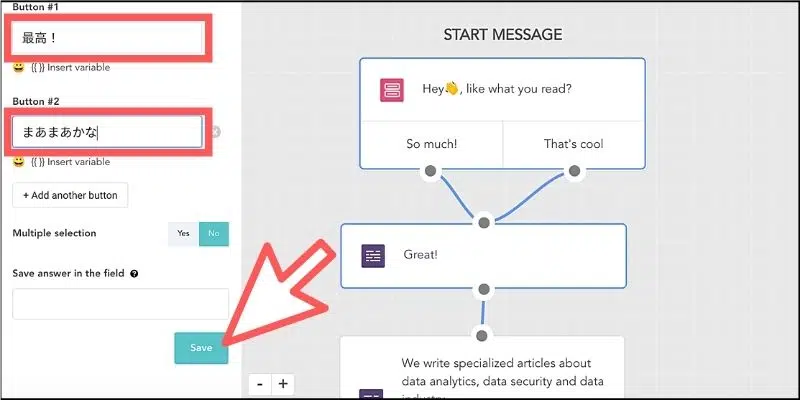 Button #1
最高！
{{ }} Insert variable
Button #2
まあまあかな
{{ }} Insert variable
+ Add another button
Multiple selection
Yes
No
Save answer in the field
Save
START MESSAGE
Hey👋, like what you read?
So much!
That's cool
Great!
We write specialized articles about
data analytics, data security and data
industry
- +